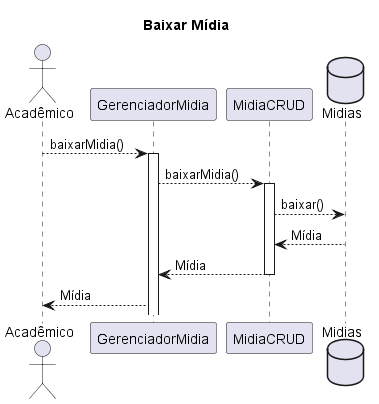 Baixar Mídia
Acadêmico
GerenciadorMidia
MidiaCRUD
Midias
baixarMidia()
baixarMidia()
baixar()
Mídia
Mídia
Mídia
Acadêmico
GerenciadorMidia
MidiaCRUD
Midias